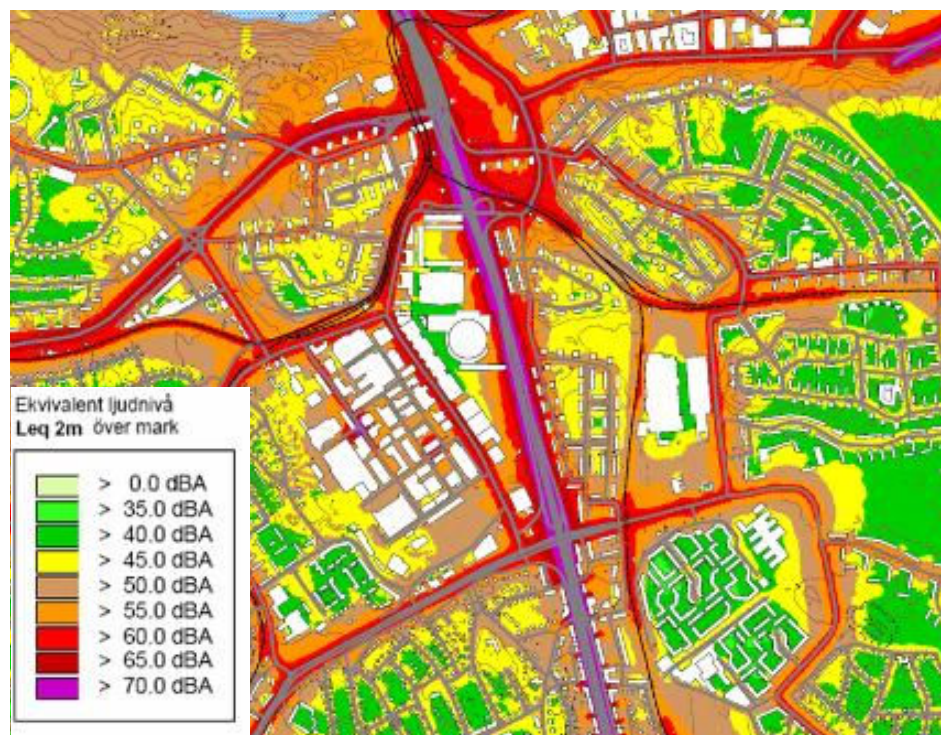 Ekvivalent ljudnivå
Leq 2m över mark
> 0.0 dBA
> 35.0 dBA
> 40.0 dBA
> 45.0 dBA
> 50.0 dBA
> 55.0 dBA
> 60.0 dBA
> 65.0 dBA
> 70.0 dBA